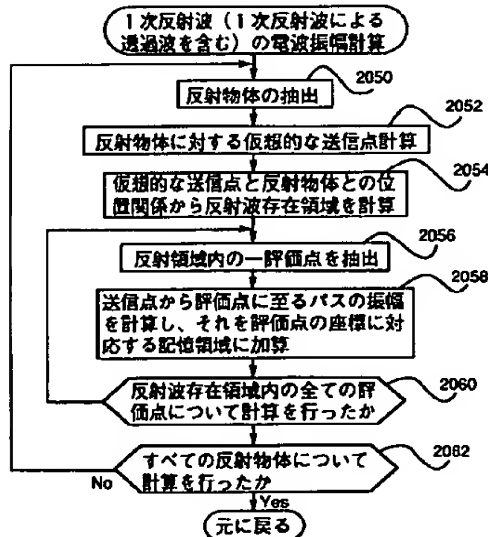 1次反射波（1次反射波による
透過波を含む）の電波振幅計算
2050
反射物体の抽出
2052
反射物体に対する仮想的な送信点計算
2054
仮想的な送信点と反射物体との位
置関係から反射波存在領域を計算
2056
反射領域内の一評価点を抽出
2058
送信点から評価点に至るパスの振幅
を計算し、それを評価点の座標に対
応する記憶領域に加算
2060
反射波存在領域内の全ての評
価点について計算を行ったか
2062
すべての反射物体について
計算を行ったか
No
Yes
元に戻る